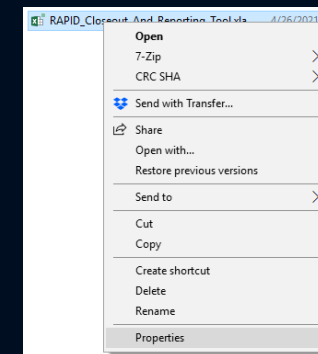 RAPID_Closeout_And_Reporting_Tool.xla 4/26/2021
Open
7-Zip
CRC SHA
Send with Transfer...
Share
Open with...
Restore previous versions
Send to
Cut
Copy
Create shortcut
Delete
Rename
Properties